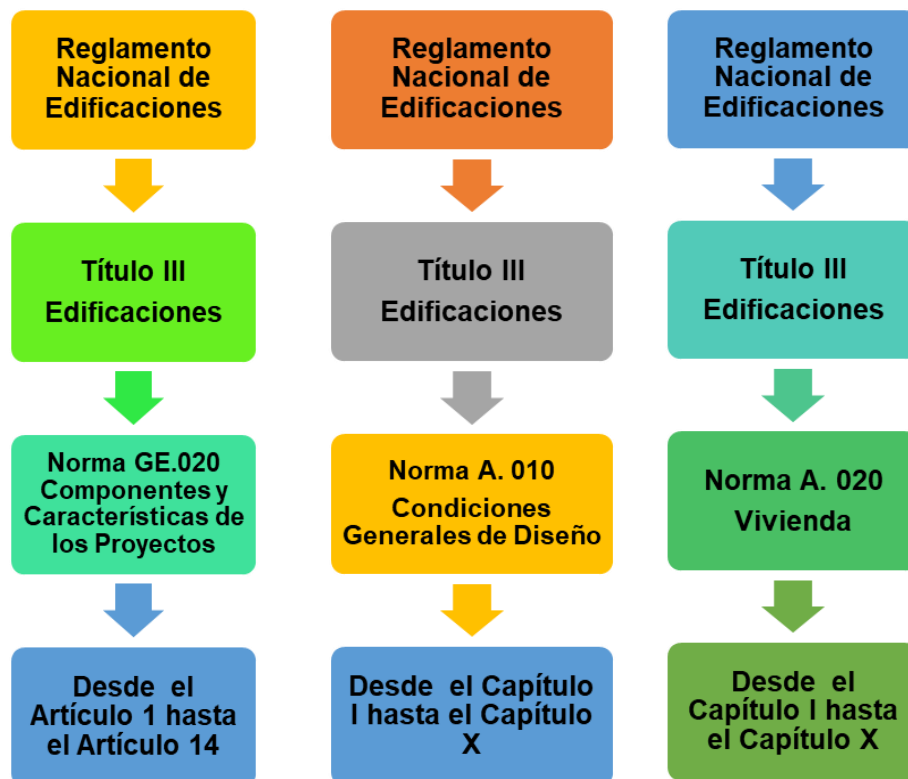 Reglamento
Nacional de
Edificaciones
Título III
Edificaciones
Norma GE.020
Componentes y
Características de
los Proyectos
Desde el
Artículo 1 hasta
el Artículo 14
Reglamento
Nacional de
Edificaciones
Título III
Edificaciones
Norma A. 010
Condiciones
Generales de Diseño
Desde el Capítulo
I hasta el Capítulo
X
Reglamento
Nacional de
Edificaciones
Título III
Edificaciones
Norma A. 020
Vivienda
Desde el
Capítulo I hasta
el Capítulo X